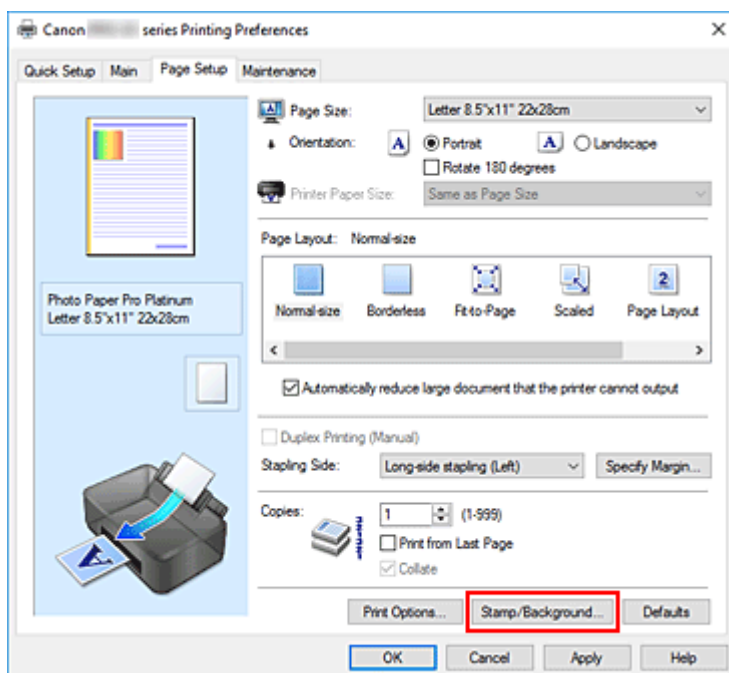 Canon series Printing Preferences
Quick Setup Main Page Setup Maintenance
Page Size: Letter 8.5"x11" 22x28cm
Orientation: A Portrait A Landscape
Rotate 180 degrees
Printer Paper Size: Same as Page Size
Page Layout: Normal-size
2
Normal-size Borderless Fit-to-Page Scaled Page Layout
Photo Paper Pro Platinum
Letter 8.5"x11" 22x28cm
Automatically reduce large document that the printer cannot output
Duplex Printing (Manual)
Stapling Side: Long-side stapling (Left) Specify Margin...
Copies: 1 (1-999)
Print from Last Page
Collate
A
Print Options... Stamp/Background... Defaults
OK Cancel Apply Help